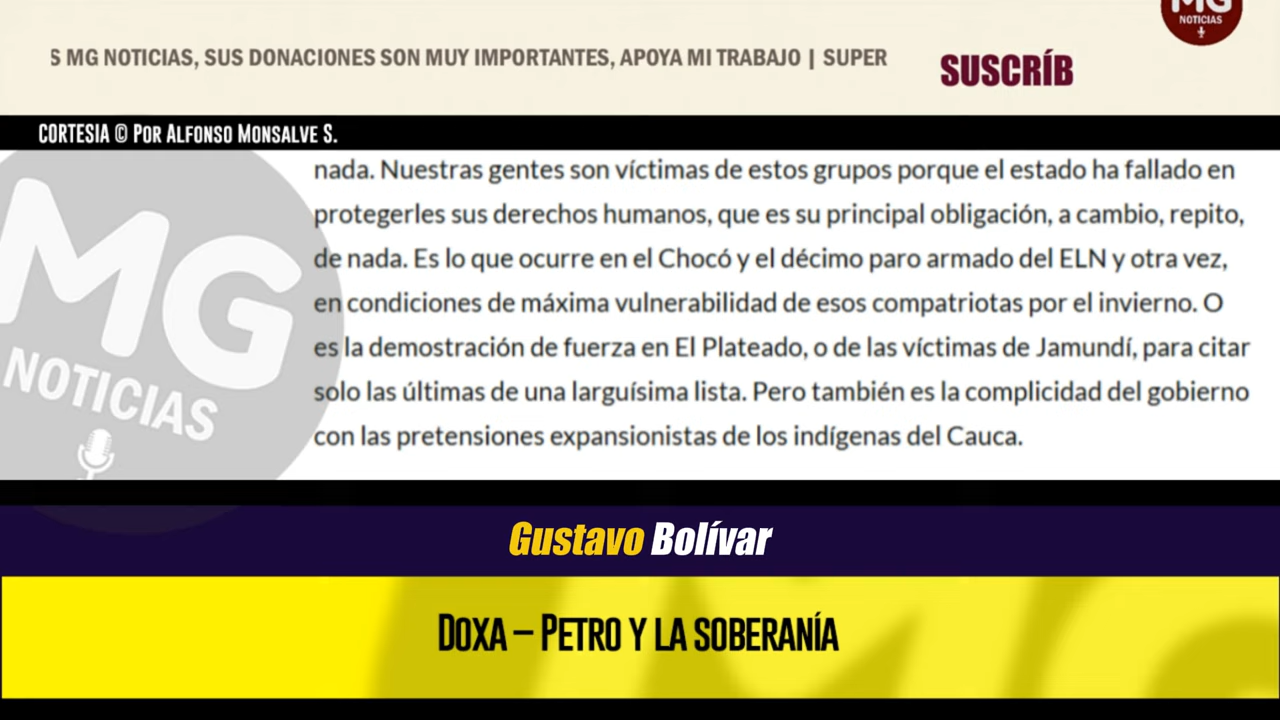 S MG NOTICIAS, SUS DONACIONES SON MUY IMPORTANTES, APOYA MI TRABAJO | SUPER
SUSCRÍB
MG
NOTICIAS
CORTESIA © POR ALFONSO MONSALVE S.
nada. Nuestras gentes son víctimas de estos grupos porque el estado ha fallado en
protegerles sus derechos humanos, que es su principal obligación, a cambio, repito,
de nada. Es lo que ocurre en el Chocó y el décimo paro armado del ELN y otra vez,
en condiciones de máxima vulnerabilidad de esos compatriotas por el invierno. O
es la demostración de fuerza en El Plateado, o de las víctimas de Jamundí, para citar
solo las últimas de una larguísima lista. Pero también es la complicidad del gobierno
con las pretensiones expansionistas de los indígenas del Cauca.
MG
NOTICIAS
Gustavo Bolívar
DOXA – PETRO Y LA SOBERANÍA